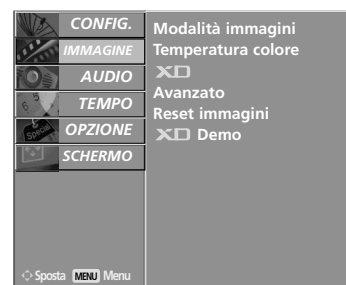 CONFIG.
IMMAGINE
AUDIO
TEMPO
OPZIONE
SCHERMO
Modalità immagini
Temperatura colore
XD
Avanzato
Reset immagini
XD Demo
Sposta MENU Menu